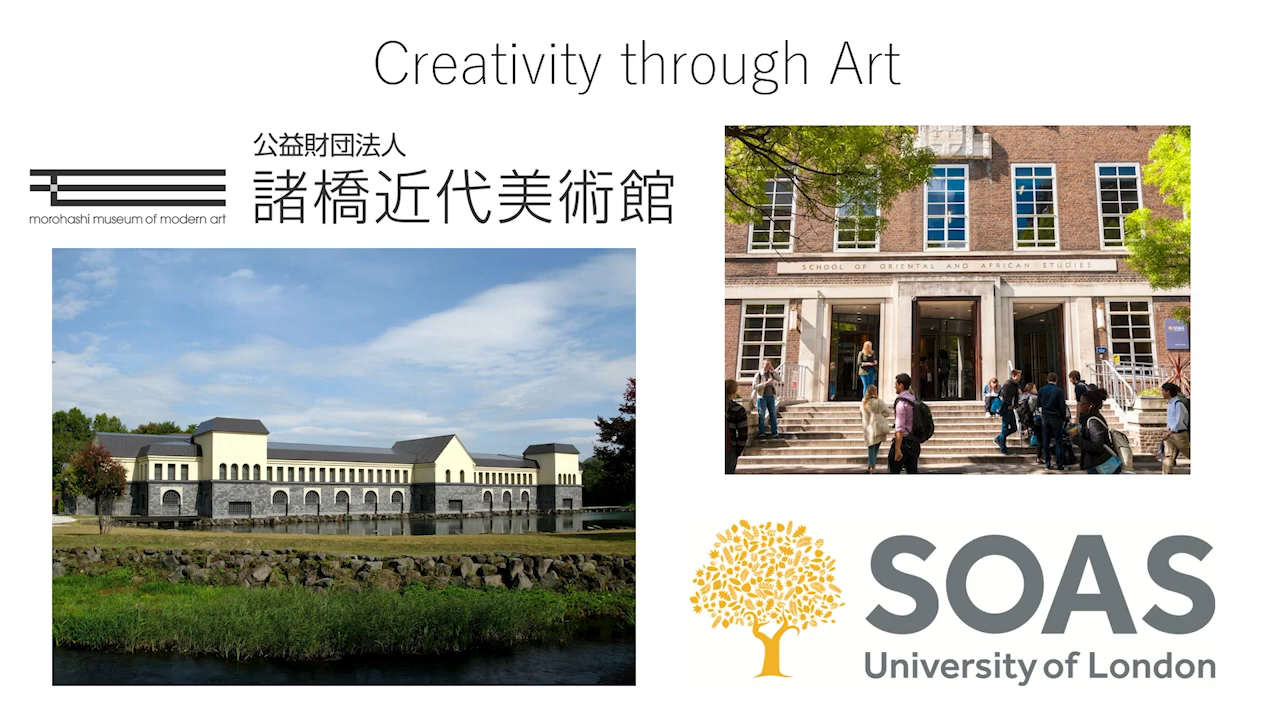 Creativity through Art
公益財団法人
諸橋近代美術館
morohashi museum of modern art
SCHOOL OF ORIENTAL AND AFRICAN STUDIES
SOAS
SOAS
University of London